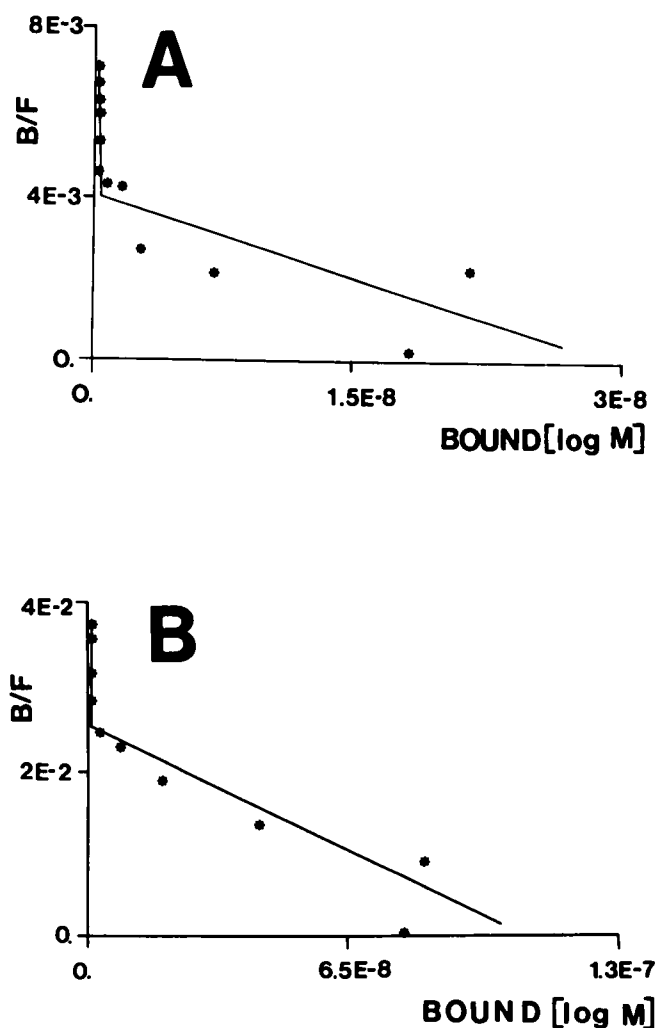 8E-3
A
B/F
4E-3
0.
0.
1.5E-8
3E-8
BOUND[log M]
4E-2
B
B/F
2E-2
0.
0.
6.5E-8
1.3E-7
BOUND [log M]